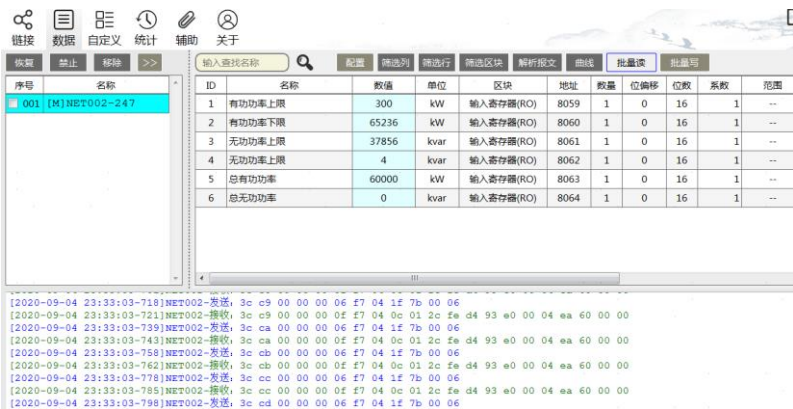 链接 数据 自定义 统计 辅助 关于
恢复 禁止 移除 >> 输入查找名称 配置 筛选列 筛选行 筛选区块 解析报文 曲线 批量读 批量写
序号 名称
001 [M]NET002-247
ID 名称 数值 单位 区块 地址 数量 位偏移 位数 系数 范围
1 有功功率上限 300 kW 输入寄存器(RO) 8059 1 0 16 1 --
2 有功功率下限 65236 kW 输入寄存器(RO) 8060 1 0 16 1 --
3 无功功率上限 37856 kvar 输入寄存器(RO) 8061 1 0 16 1 --
4 无功功率上限 4 kvar 输入寄存器(RO) 8062 1 0 16 1 --
5 总有功功率 60000 kW 输入寄存器(RO) 8063 1 0 16 1 --
6 总无功功率 0 kvar 输入寄存器(RO) 8064 1 0 16 1 --
[2020-09-04 23:33:03-718]NET002-发送: 3c c9 00 00 00 06 f7 04 1f 7b 00 06
[2020-09-04 23:33:03-721]NET002-接收: 3c c9 00 00 00 0f f7 04 0c 01 2c fe d4 93 e0 00 04 ea 60 00 00
[2020-09-04 23:33:03-739]NET002-发送: 3c ca 00 00 00 06 f7 04 1f 7b 00 06
[2020-09-04 23:33:03-743]NET002-接收: 3c ca 00 00 00 0f f7 04 0c 01 2c fe d4 93 e0 00 04 ea 60 00 00
[2020-09-04 23:33:03-758]NET002-发送: 3c cb 00 00 00 06 f7 04 1f 7b 00 06
[2020-09-04 23:33:03-762]NET002-接收: 3c cb 00 00 00 0f f7 04 0c 01 2c fe d4 93 e0 00 04 ea 60 00 00
[2020-09-04 23:33:03-778]NET002-发送: 3c cc 00 00 00 06 f7 04 1f 7b 00 06
[2020-09-04 23:33:03-785]NET002-接收: 3c cc 00 00 00 0f f7 04 0c 01 2c fe d4 93 e0 00 04 ea 60 00 00
[2020-09-04 23:33:03-798]NET002-发送: 3c cd 00 00 00 06 f7 04 1f 7b 00 06